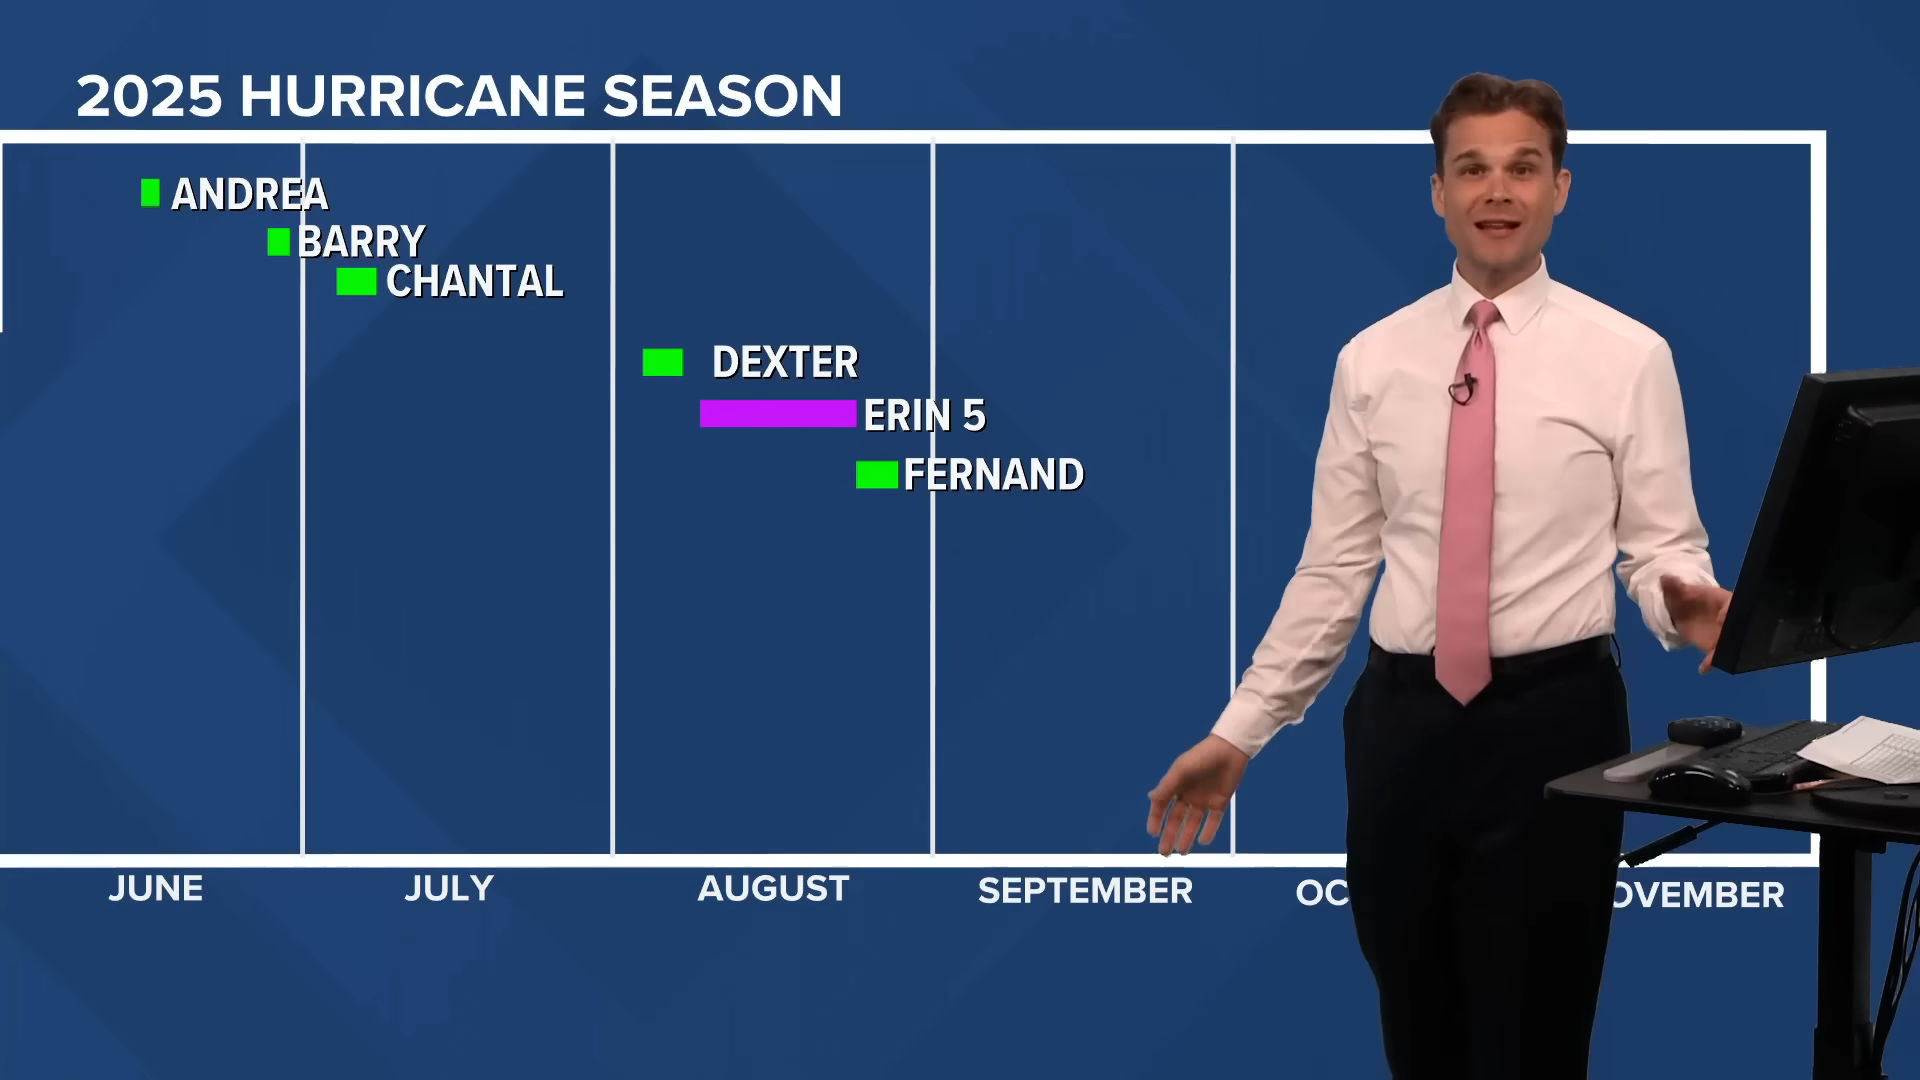 2025 HURRICANE SEASON
ANDREA
BARRY
CHANTAL
DEXTER
ERIN 5
FERNAND
JUNE JULY AUGUST SEPTEMBER OC OVEMBER